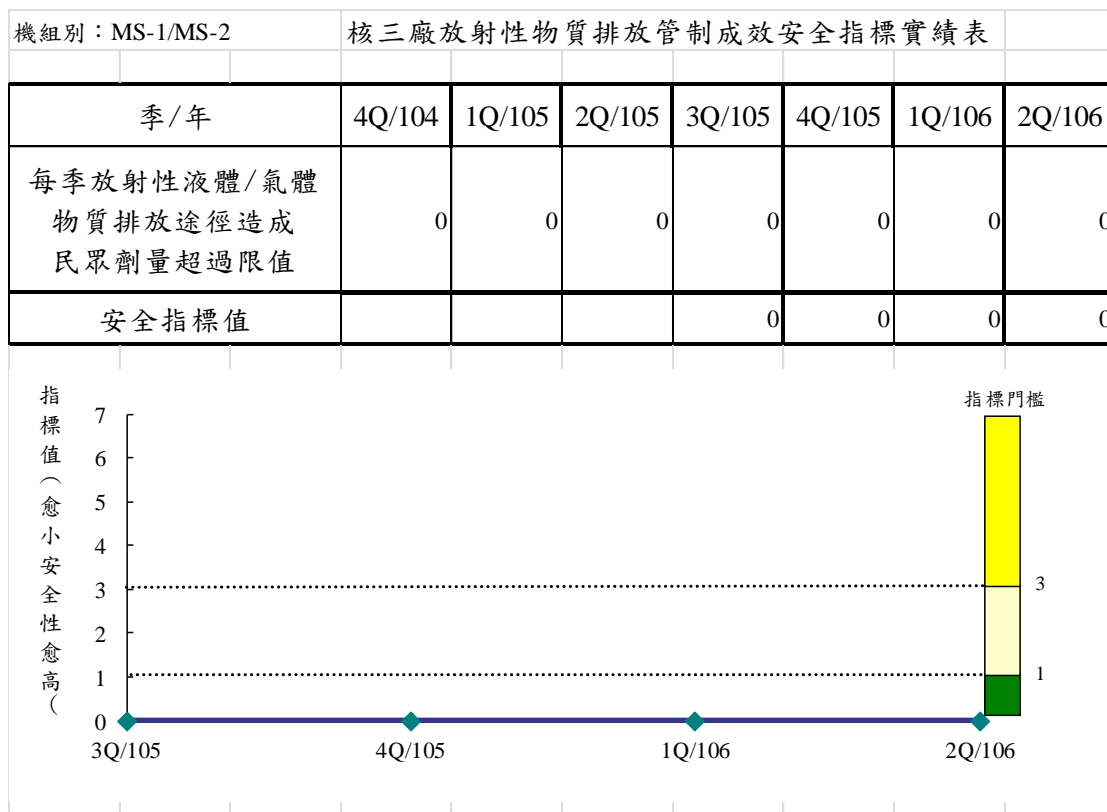 機組別：MS-1/MS-2 核三廠放射性物質排放管制成效安全指標實績表
季/年 4Q/104 1Q/105 2Q/105 3Q/105 4Q/105 1Q/106 2Q/106
每季放射性液體/氣體
物質排放途徑造成
民眾劑量超過限值
0 0 0 0 0 0 0
安全指標值 0 0 0 0
指標值（愈小安全性愈高（
指標門檻
7
6
5
4
3
2
1
0
3
1
3Q/105 4Q/105 1Q/106 2Q/106